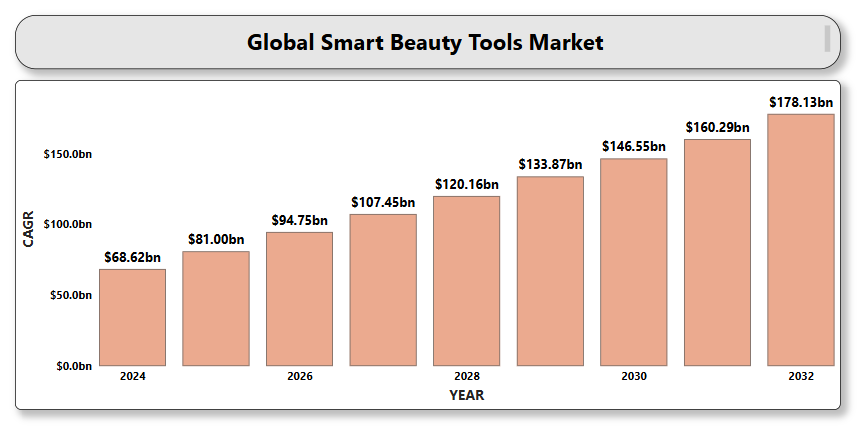 Global Smart Beauty Tools Market
$178.13bn
$160.29bn
$146.55bn
$133.87bn
$120.16bn
$107.45bn
$94.75bn
$81.00bn
$68.62bn
$150.0bn
$100.0bn
$50.0bn
$0.0bn
CAGR
2024 2026 2028 2030 2032
YEAR